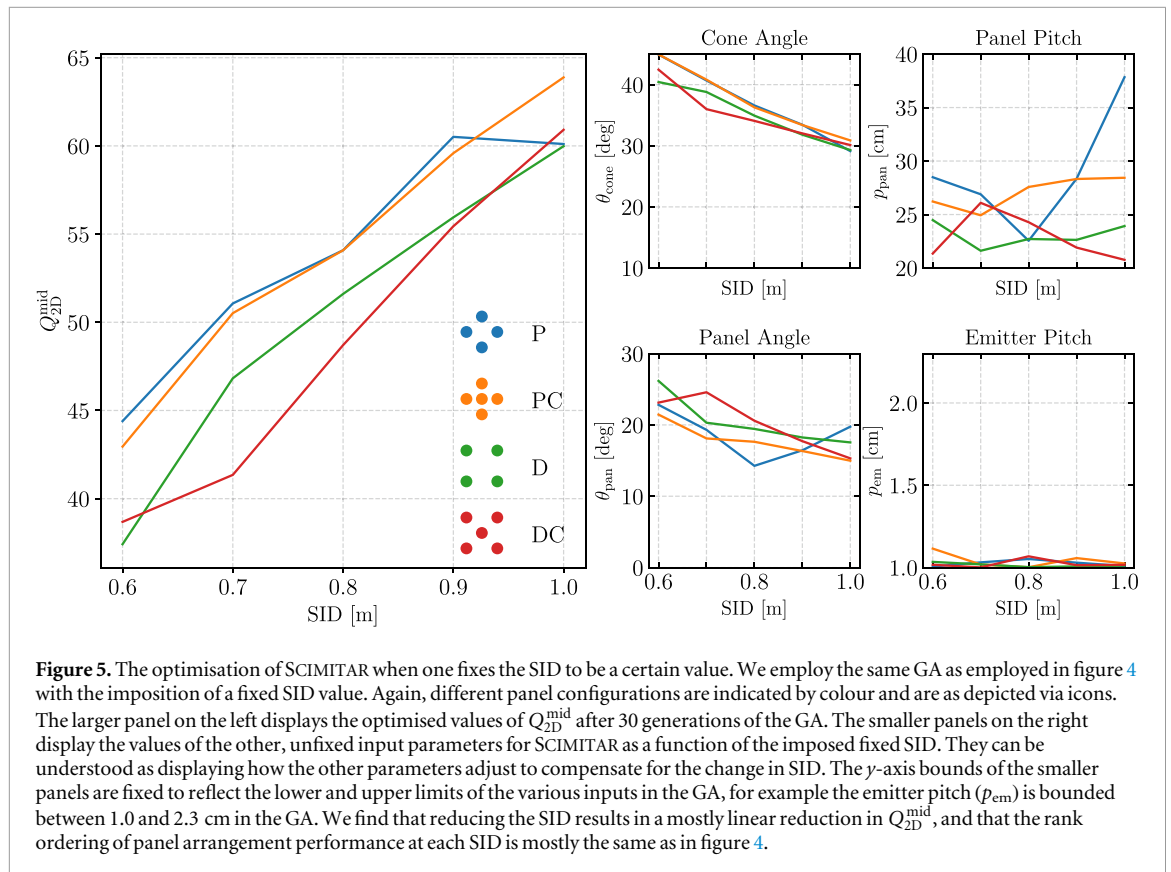 65
60
55
50
45
40
Q_2D^mid
0.6 0.7 0.8 0.9 1.0
SID [m]
P
PC
D
DC
Cone Angle
40
30
20
10
θ_cone [deg]
SID [m]
Panel Pitch
40
35
30
25
20
p_pan [cm]
SID [m]
Panel Angle
30
20
10
0
θ_pan [deg]
0.6 0.8 1.0
SID [m]
Emitter Pitch
2.0
1.5
1.0
p_em [cm]
0.6 0.8 1.0
SID [m]
Figure 5. The optimisation of SCIMITAR when one fixes the SID to be a certain value. We employ the same GA as employed in figure 4
with the imposition of a fixed SID value. Again, different panel configurations are indicated by colour and are as depicted via icons.
The larger panel on the left displays the optimised values of Q_2D^mid after 30 generations of the GA. The smaller panels on the right
display the values of the other, unfixed input parameters for SCIMITAR as a function of the imposed fixed SID. They can be
understood as displaying how the other parameters adjust to compensate for the change in SID. The y-axis bounds of the smaller
panels are fixed to reflect the lower and upper limits of the various inputs in the GA, for example the emitter pitch (p_em) is bounded
between 1.0 and 2.3 cm in the GA. We find that reducing the SID results in a mostly linear reduction in Q_2D^mid, and that the rank
ordering of panel arrangement performance at each SID is mostly the same as in figure 4.